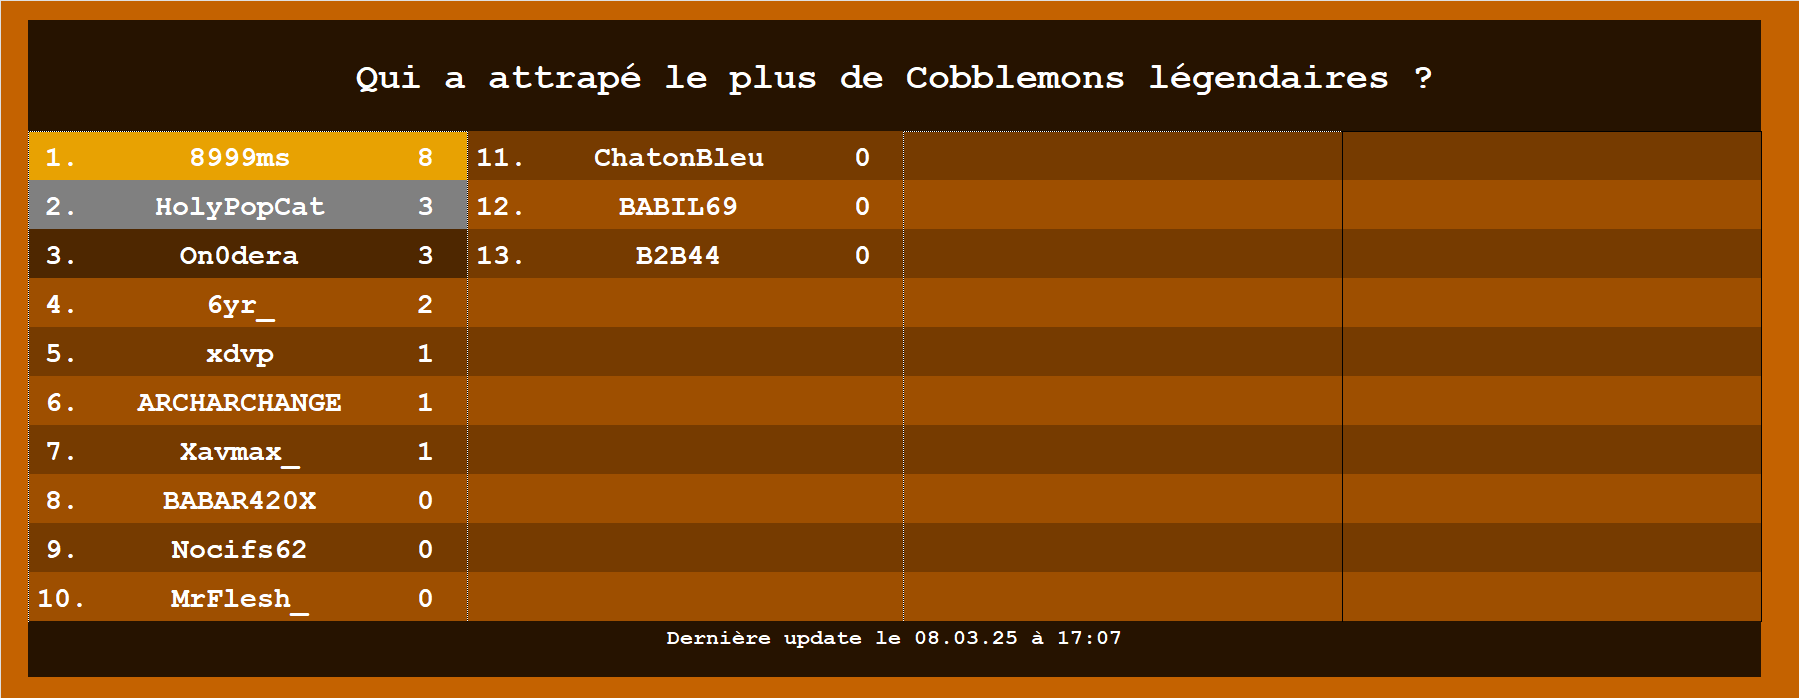 Qui a attrapé le plus de Cobblemons légendaires ?
1. 8999ms 8
2. HolyPopCat 3
3. On0dera 3
4. 6yr_ 2
5. xdvp 1
6. ARCHARCHANGE 1
7. Xavmax_ 1
8. BABAR420X 0
9. Nocifs62 0
10. MrFlesh_ 0
11. ChatonBleu 0
12. BABIL69 0
13. B2B44 0
Dernière update le 08.03.25 à 17:07